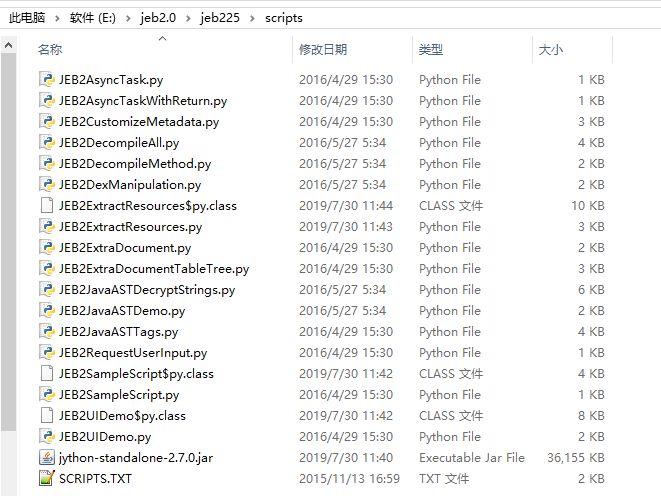 此电脑 > 软件 (E:) > jeb2.0 > jeb225 > scripts
名称 修改日期 类型 大小
JEB2AsyncTask.py 2016/4/29 15:30 Python File 1 KB
JEB2AsyncTaskWithReturn.py 2016/4/29 15:30 Python File 1 KB
JEB2CustomizeMetadata.py 2016/4/29 15:30 Python File 3 KB
JEB2DecompileAll.py 2016/5/27 5:34 Python File 4 KB
JEB2DecompileMethod.py 2016/5/27 5:34 Python File 2 KB
JEB2DexManipulation.py 2016/5/27 5:34 Python File 2 KB
JEB2ExtractResources$py.class 2019/7/30 11:44 CLASS 文件 10 KB
JEB2ExtractResources.py 2019/7/30 11:43 Python File 3 KB
JEB2ExtraDocument.py 2016/4/29 15:30 Python File 2 KB
JEB2ExtraDocumentTableTree.py 2016/4/29 15:30 Python File 3 KB
JEB2JavaASTDecryptStrings.py 2016/5/27 5:34 Python File 6 KB
JEB2JavaASTDemo.py 2016/5/27 5:34 Python File 2 KB
JEB2JavaASTTags.py 2016/4/29 15:30 Python File 4 KB
JEB2RequestUserInput.py 2016/4/29 15:30 Python File 1 KB
JEB2SampleScript$py.class 2019/7/30 11:42 CLASS 文件 4 KB
JEB2SampleScript.py 2016/4/29 15:30 Python File 1 KB
JEB2UIDemo$py.class 2019/7/30 11:42 CLASS 文件 8 KB
JEB2UIDemo.py 2016/4/29 15:30 Python File 2 KB
jython-standalone-2.7.0.jar 2019/7/30 11:40 Executable Jar File 36,155 KB
SCRIPTS.TXT 2015/11/13 16:59 TXT 文件 2 KB